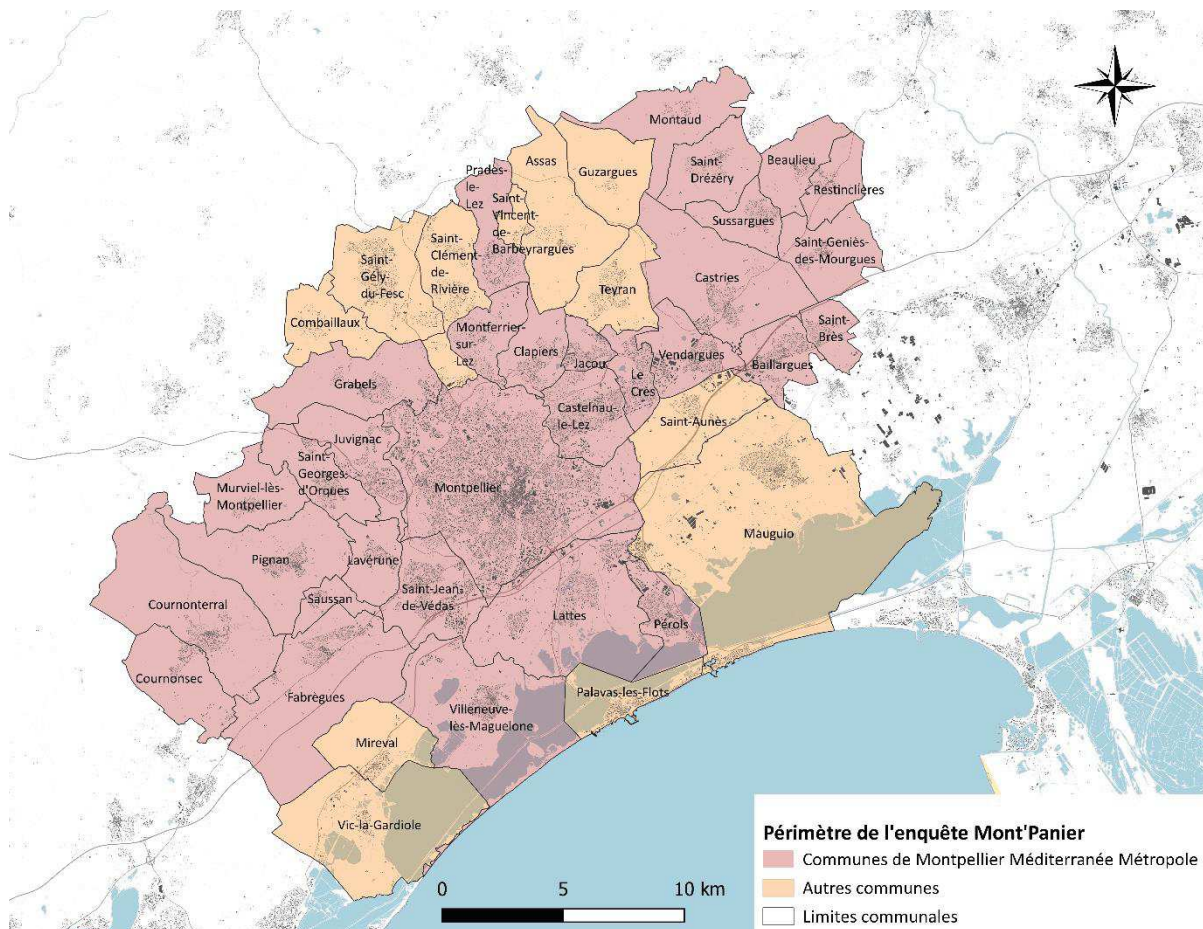 Montaud
Assas
Guzargues
Saint-
Drézéry
Beaulieu
Restinclières
Pradès-
le-
Lez
Saint-
Vincent-
de-
Barbeyrargues
Sussargues
Saint-Geniès-
des-Mourgues
Saint-
Gély-
du-Fesc
Saint-
Clément-
de-
Rivière
Castries
Teyran
Combaillaux
Montferrier-
sur-
Lez
Clapiers
Jacou
Le
Crès
Vendargues
Saint-
Brès
Baillargues
Grabels
Castelnau-
le-Lez
Saint-Aunès
Juvignac
Saint-
Georges-
d'Orques
Murviel-lès-
Montpellier
Montpellier
Mauguio
Pignan
Lavérune
Saint-Jean-
de-Védas
Saussan
Cournonterral
Lattes
Pérols
Cournonsec
Fabrègues
Villeneuve-
lès-Maguelone
Palavas-les-Flots
Mireval
Vic-la-Gardiole
0 5 10 km
Périmètre de l'enquête Mont'Panier
Communes de Montpellier Méditerranée Métropole
Autres communes
Limites communales